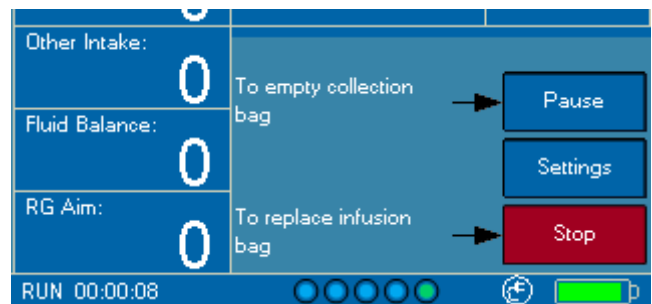 0
Other Intake:
0
Fluid Balance:
0
RG Aim:
0
To empty collection
bag
Pause
Settings
To replace infusion
bag
Stop
RUN 00:00:08